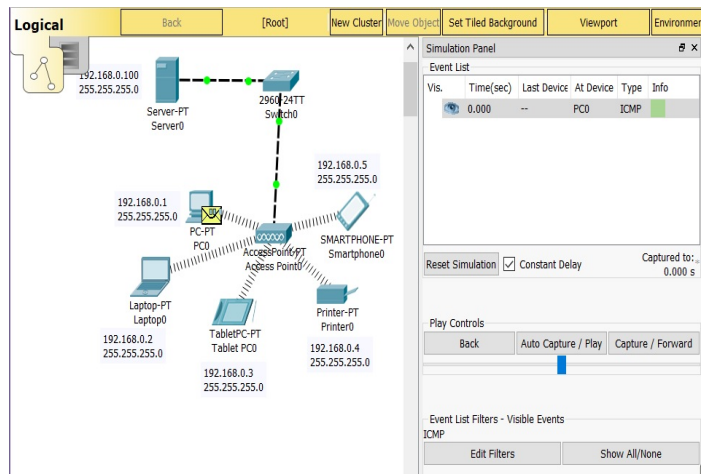 Logical
Back
[Root]
New Cluster
Move Object
Set Tiled Background
Viewport
Environmen
192.168.0.100
255.255.255.0
Server-PT
Server0
2960-24TT
Switch0
192.168.0.5
255.255.255.0
192.168.0.1
255.255.255.0
PC-PT
PC0
SMARTPHONE-PT
Smartphone0
AccessPoint-PT
Access Point0
Laptop-PT
Laptop0
Printer-PT
Printer0
TabletPC-PT
Tablet PC0
192.168.0.2
255.255.255.0
192.168.0.4
255.255.255.0
192.168.0.3
255.255.255.0
Simulation Panel
Event List
Vis. Time(sec) Last Device At Device Type Info
0.000 -- PC0 ICMP
Reset Simulation Constant Delay Captured to:
0.000 s
Play Controls
Back Auto Capture / Play Capture / Forward
Event List Filters - Visible Events
ICMP
Edit Filters Show All/None